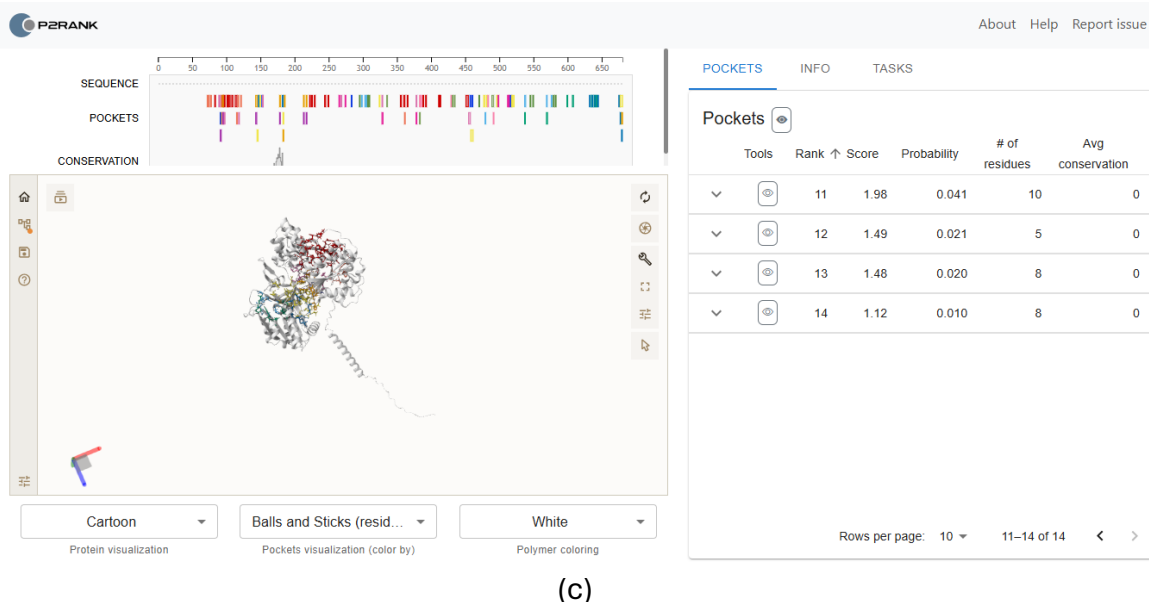 P2RANK
About Help Report issue
0 50 100 150 200 250 300 350 400 450 500 550 600 650
SEQUENCE
POCKETS
CONSERVATION
POCKETS INFO TASKS
Pockets
Tools Rank ↑ Score Probability # of residues Avg conservation
11 1.98 0.041 10 0
12 1.49 0.021 5 0
13 1.48 0.020 8 0
14 1.12 0.010 8 0
Rows per page: 10 11–14 of 14
Cartoon
Protein visualization
Balls and Sticks (resid...
Pockets visualization (color by)
White
Polymer coloring
(c)